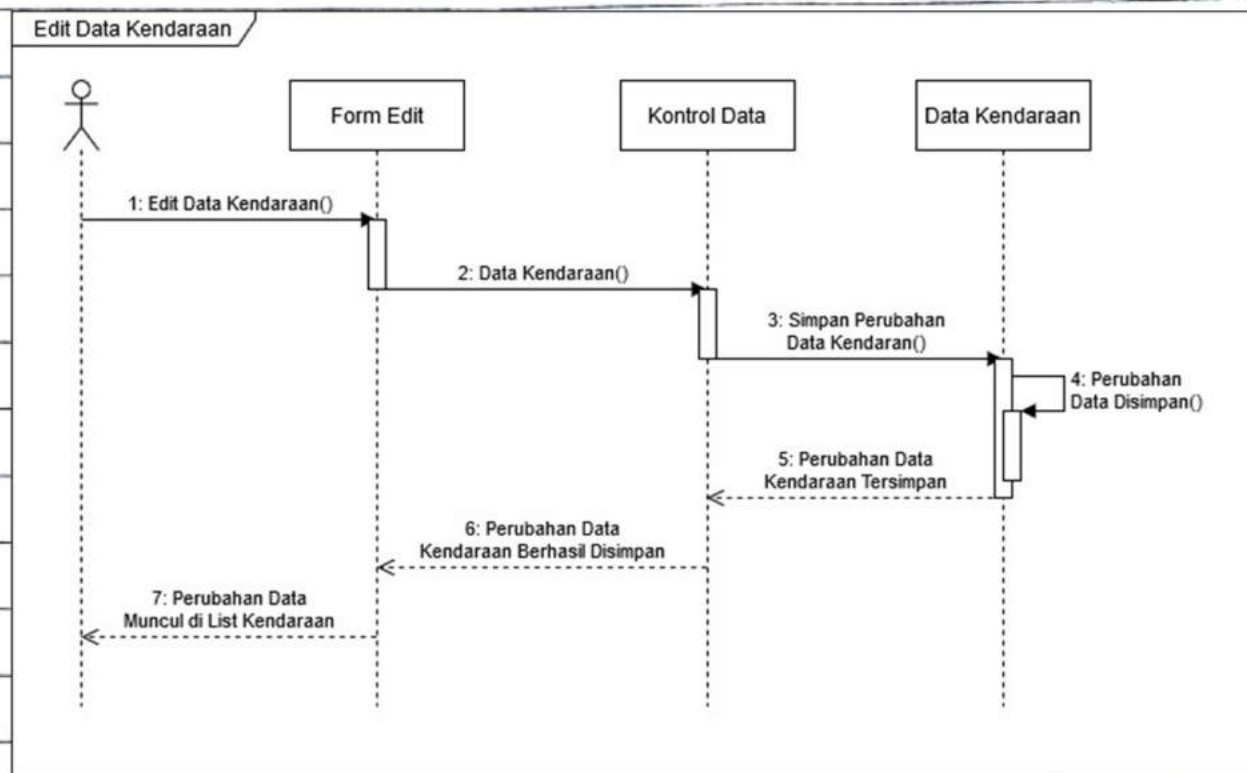 Edit Data Kendaraan
Form Edit
Kontrol Data
Data Kendaraan
1: Edit Data Kendaraan()
2: Data Kendaraan()
3: Simpan Perubahan
Data Kendaran()
4: Perubahan
Data Disimpan()
5: Perubahan Data
Kendaraan Tersimpan
6: Perubahan Data
Kendaraan Berhasil Disimpan
7: Perubahan Data
Muncul di List Kendaraan